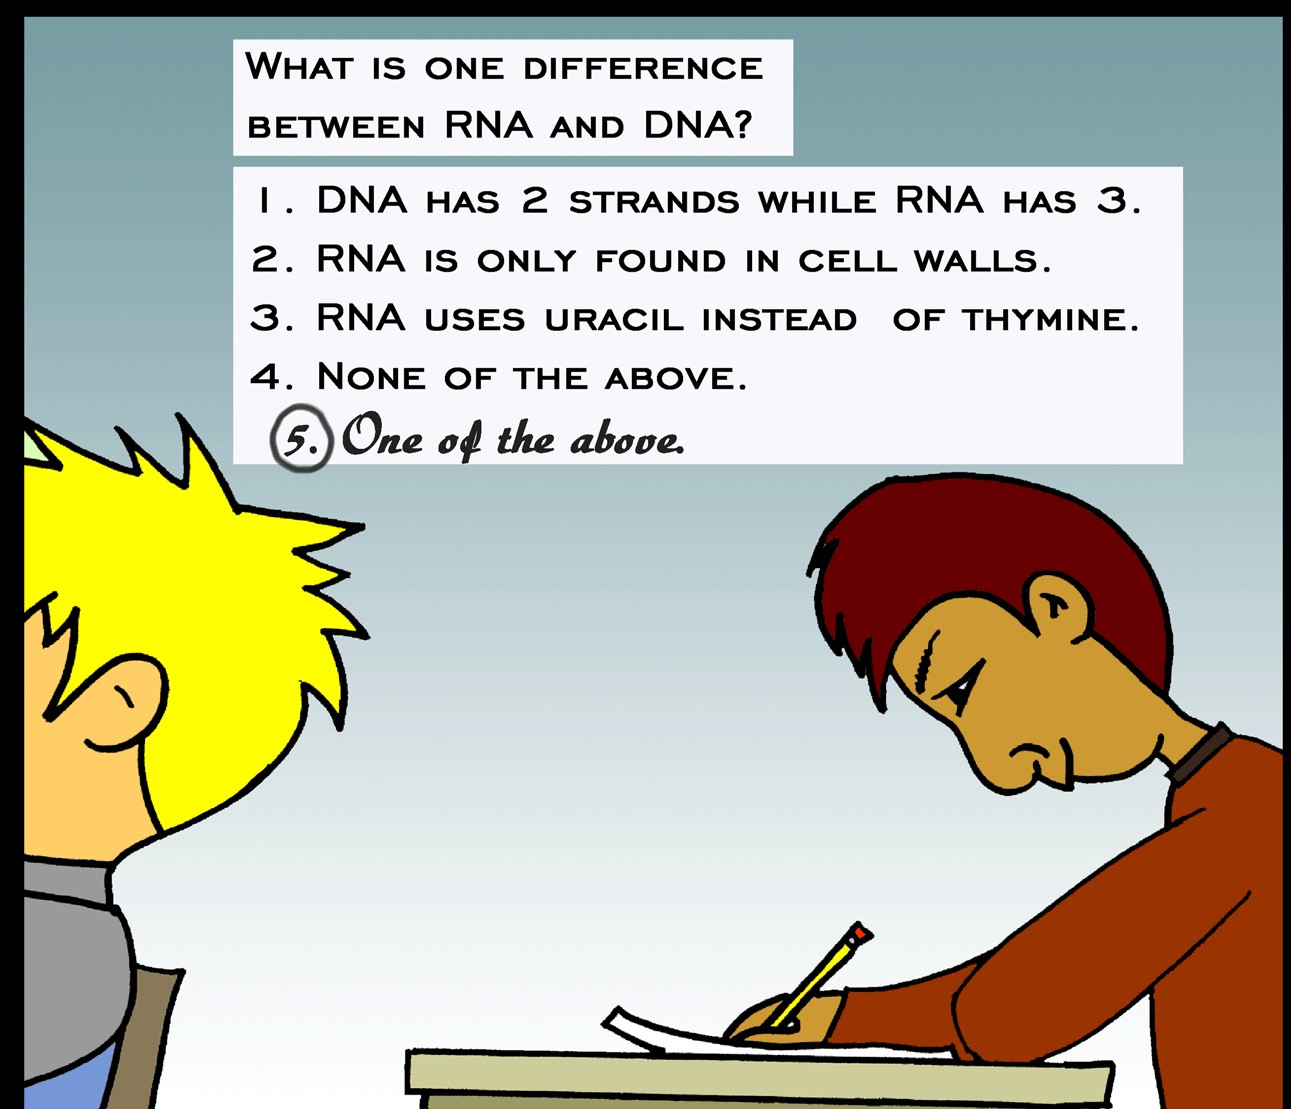 What is one difference
between RNA and DNA?
1. DNA has 2 strands while RNA has 3.
2. RNA is only found in cell walls.
3. RNA uses uracil instead of thymine.
4. None of the above.
5. One of the above.